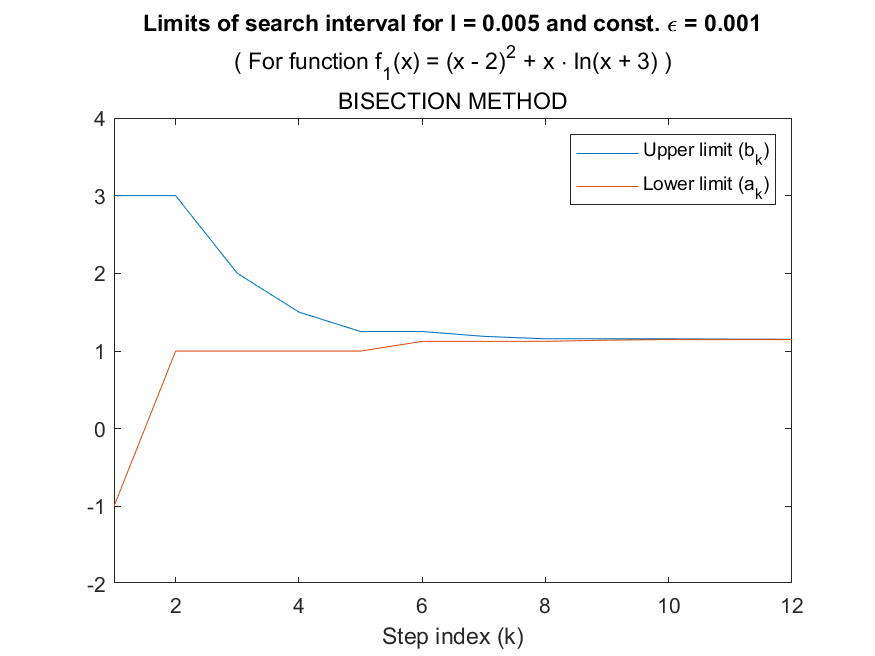 Limits of search interval for l = 0.005 and const. ϵ = 0.001
( For function f₁(x) = (x - 2)² + x · ln(x + 3) )
BISECTION METHOD
4
3
2
1
0
-1
-2
Upper limit (bₖ)
Lower limit (aₖ)
2 4 6 8 10 12
Step index (k)